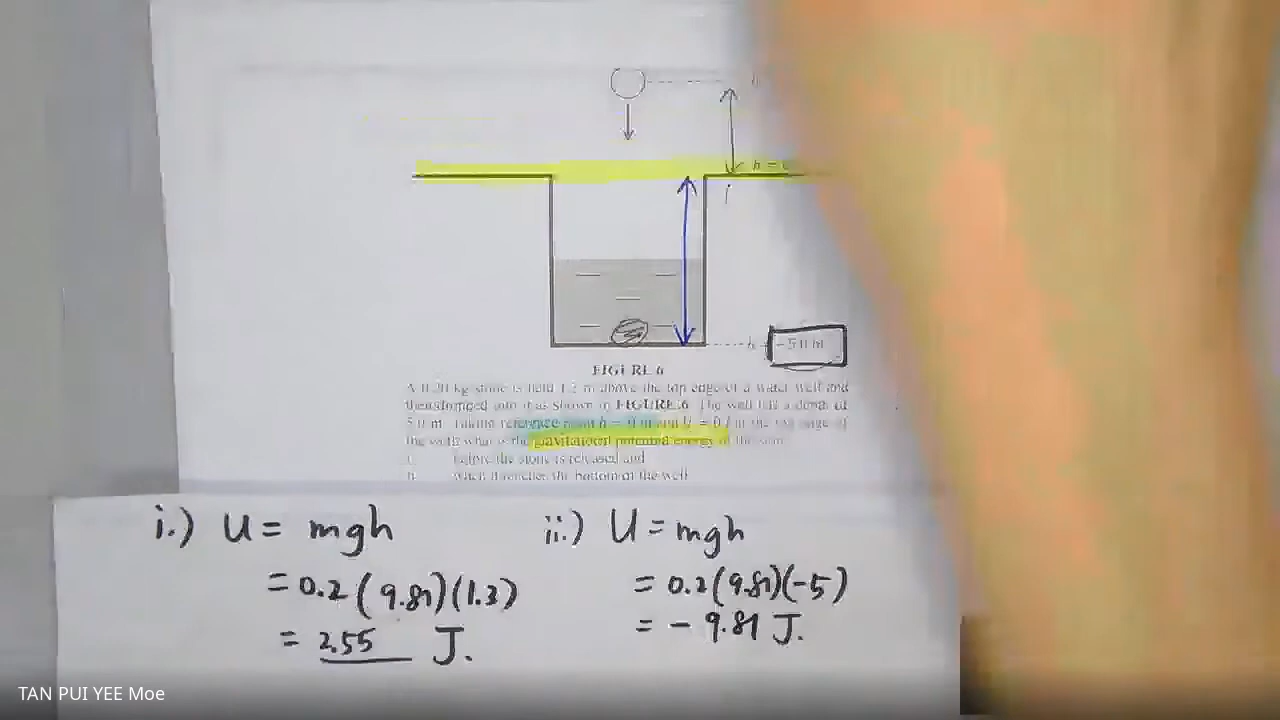 h =
h
-5.0 m
FIGURE 6
A 0.20 kg stone is held 1.3 m above the top edge of a water well and
then dropped into it as shown in FIGURE 6. The well has a depth of
5.0 m. Taking reference point h = 0 m and U = 0 J at the top edge of
the well what is the gravitational potential energy of the stone
i. before the stone is released and
ii. when it reaches the bottom of the well
i.) U = mgh
= 0.2 (9.81)(1.3)
= 2.55 J.
ii.) U = mgh
= 0.2(9.81)(-5)
= - 9.81 J.
TAN PUI YEE Moe